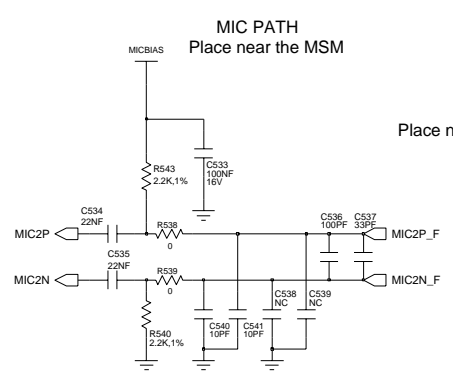 MIC PATH
Place near the MSM
MICBIAS
Place n
R543
2.2K,1%
C533
100NF
16V
C534
22NF
R538
0
C536
100PF
C537
33PF
MIC2P
MIC2P_F
C535
22NF
R539
0
MIC2N
MIC2N_F
R540
2.2K,1%
C540
10PF
C541
10PF
C538
NC
C539
NC